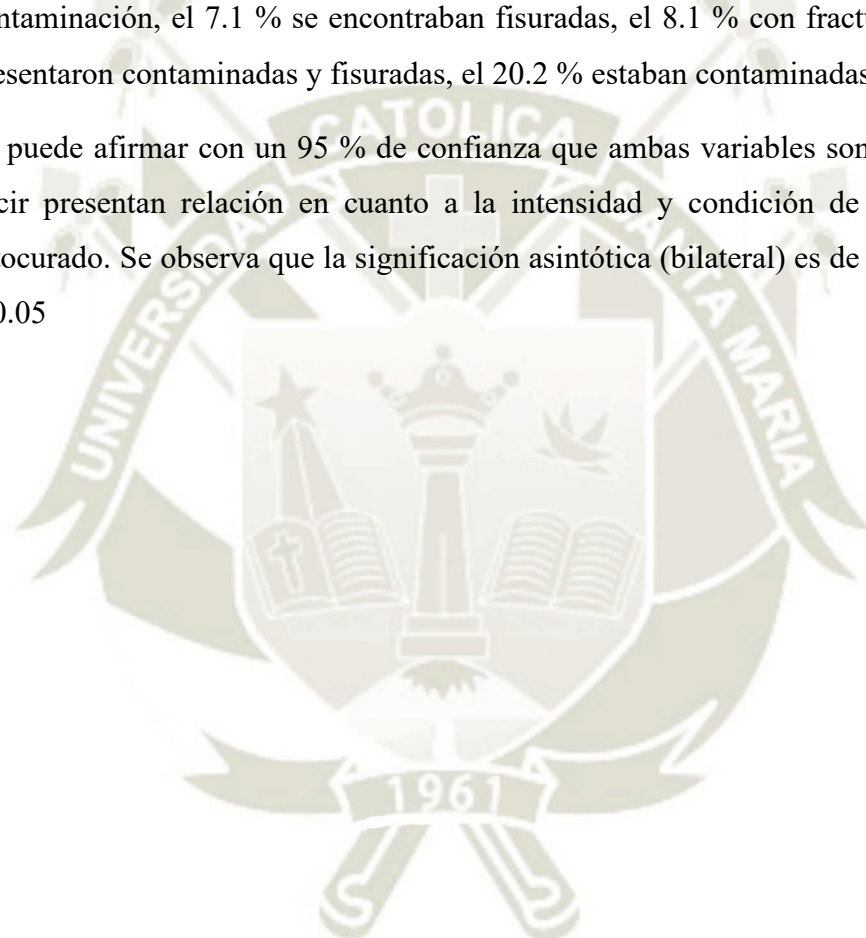 ntaminación, el 7.1 % se encontraban fisuradas, el 8.1 % con fractu
esentaron contaminadas y fisuradas, el 20.2 % estaban contaminadas
puede afirmar con un 95 % de confianza que ambas variables son
cir presentan relación en cuanto a la intensidad y condición de
tocurado. Se observa que la significación asintótica (bilateral) es de
0.05
UNIVERSIDAD CATOLICA SANTA MARIA
1961